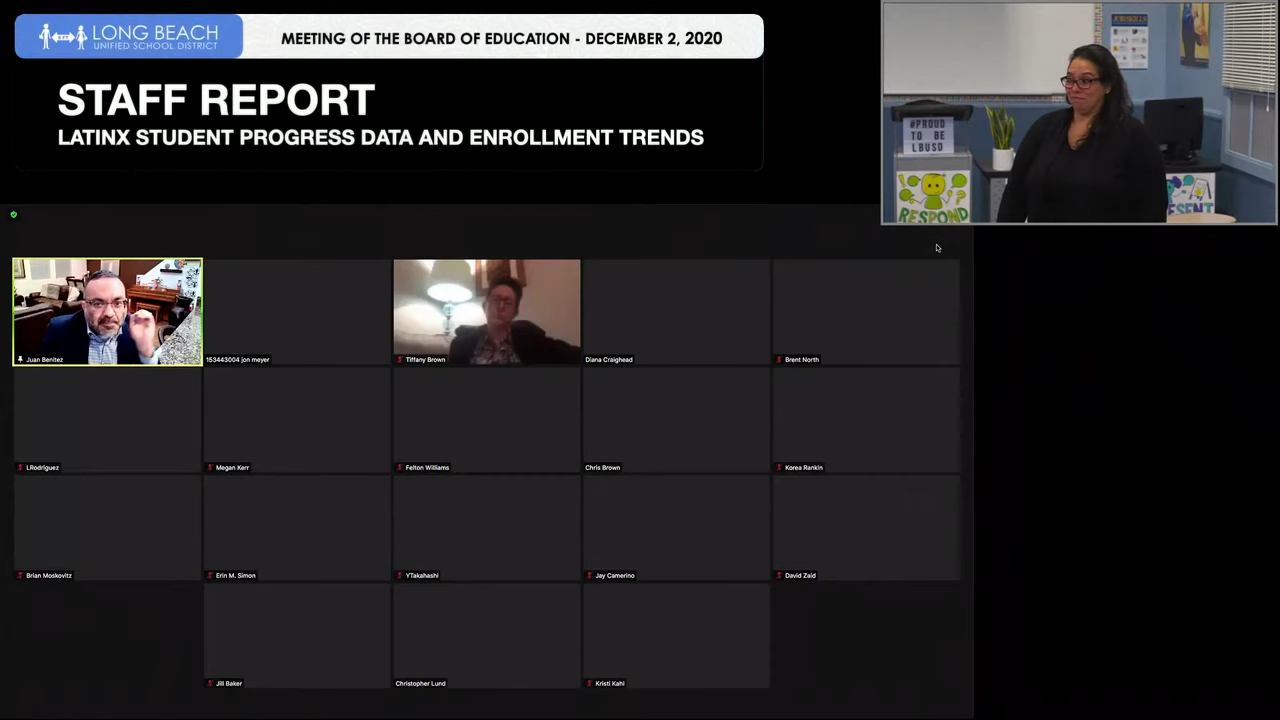 LONG BEACH
UNIFIED SCHOOL DISTRICT
MEETING OF THE BOARD OF EDUCATION - DECEMBER 2, 2020
STAFF REPORT
LATINX STUDENT PROGRESS DATA AND ENROLLMENT TRENDS
#PROUD
TO BE
LBUSD
RESPOND
Juan Benitez
153443004 jon meyer
Tiffany Brown
Diana Craighead
Brent North
LRodriguez
Megan Kerr
Felton Williams
Chris Brown
Korea Rankin
Brian Moskovitz
Erin M. Simon
YTakahashi
Jay Camerino
David Zaid
Jill Baker
Christopher Lund
Kristi Kahl